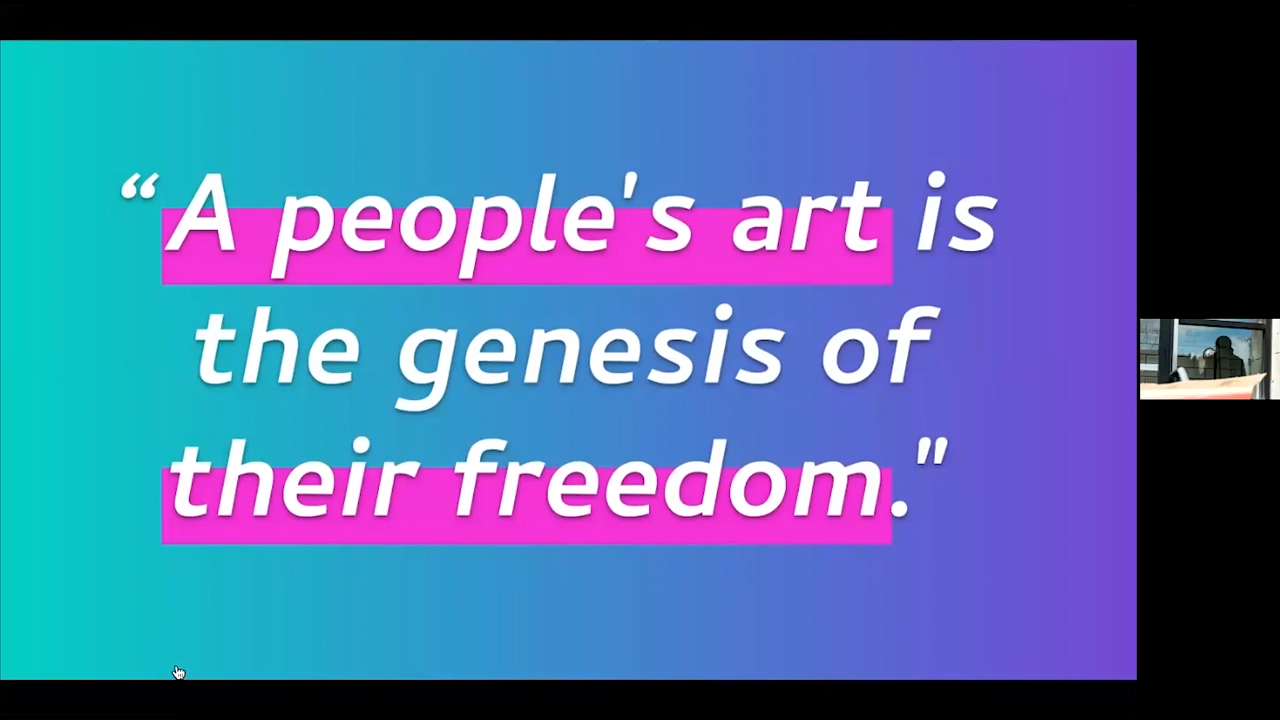 “A people's art is
the genesis of
their freedom."